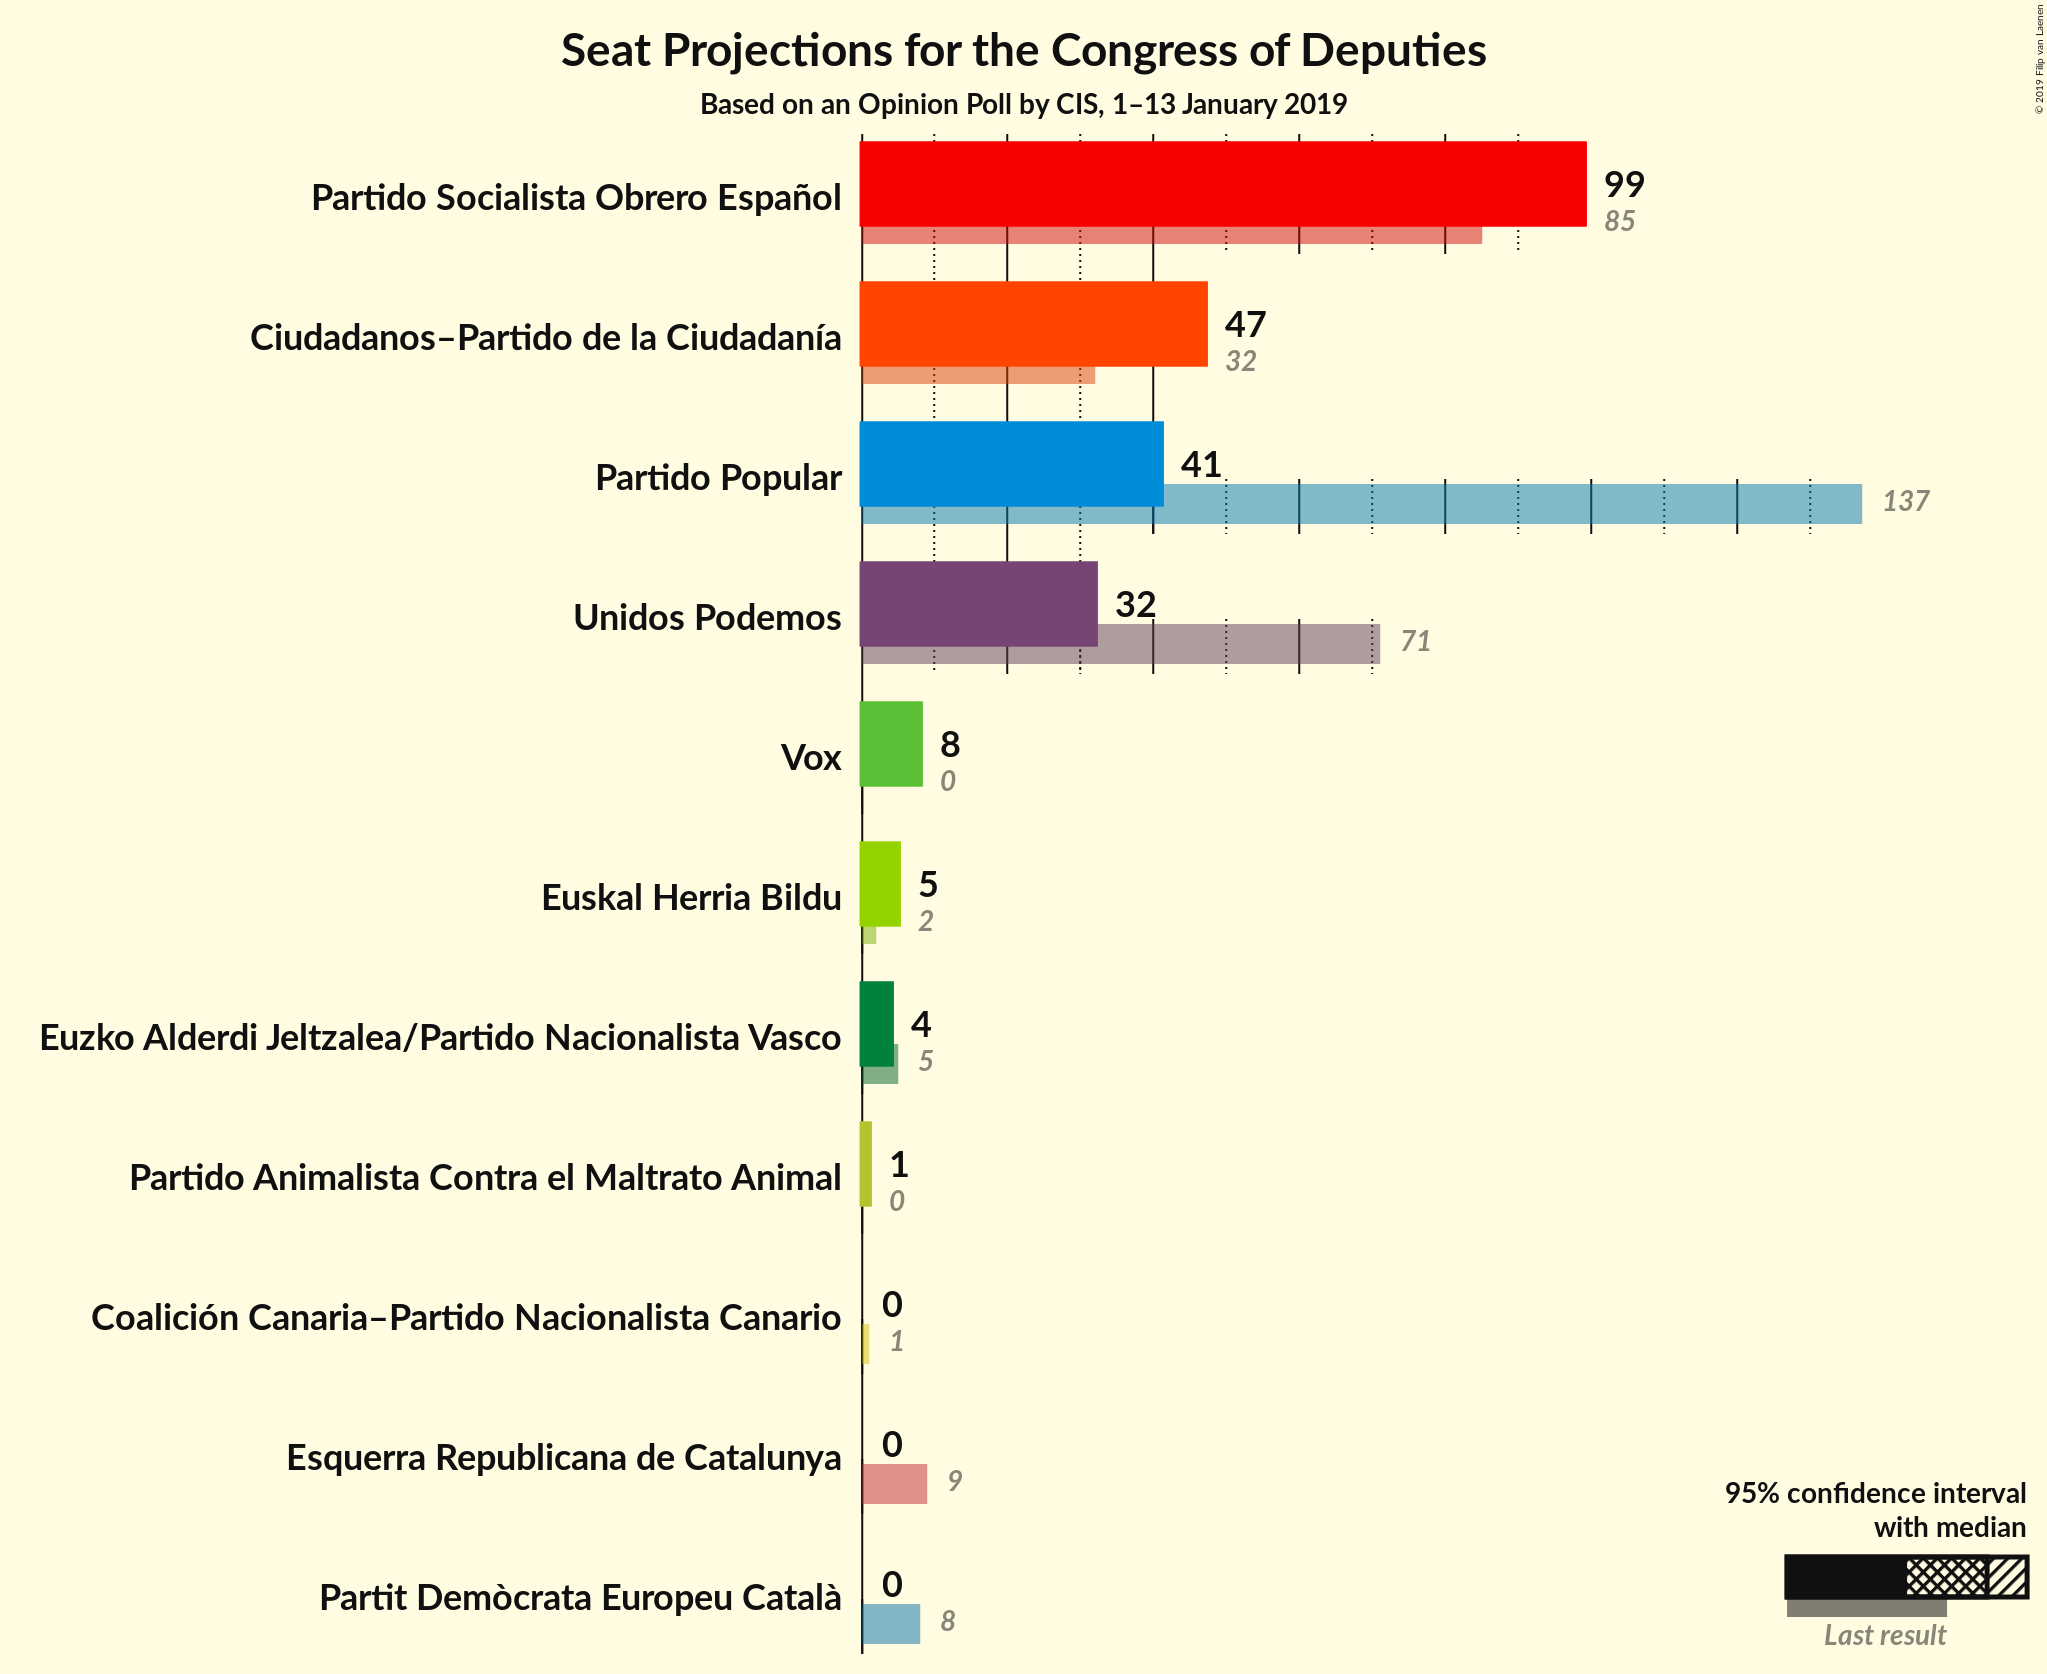 Seat Projections for the Congress of Deputies
Based on an Opinion Poll by CIS, 1–13 January 2019
© 2019 Filip van Laenen
Partido Socialista Obrero Español
99
85
Ciudadanos–Partido de la Ciudadanía
47
32
Partido Popular
41
137
Unidos Podemos
32
71
Vox
8
0
Euskal Herria Bildu
5
2
Euzko Alderdi Jeltzalea/Partido Nacionalista Vasco
4
5
Partido Animalista Contra el Maltrato Animal
1
0
Coalición Canaria–Partido Nacionalista Canario
0
1
Esquerra Republicana de Catalunya
0
9
Partit Demòcrata Europeu Català
0
8
95% confidence interval
with median
Last result